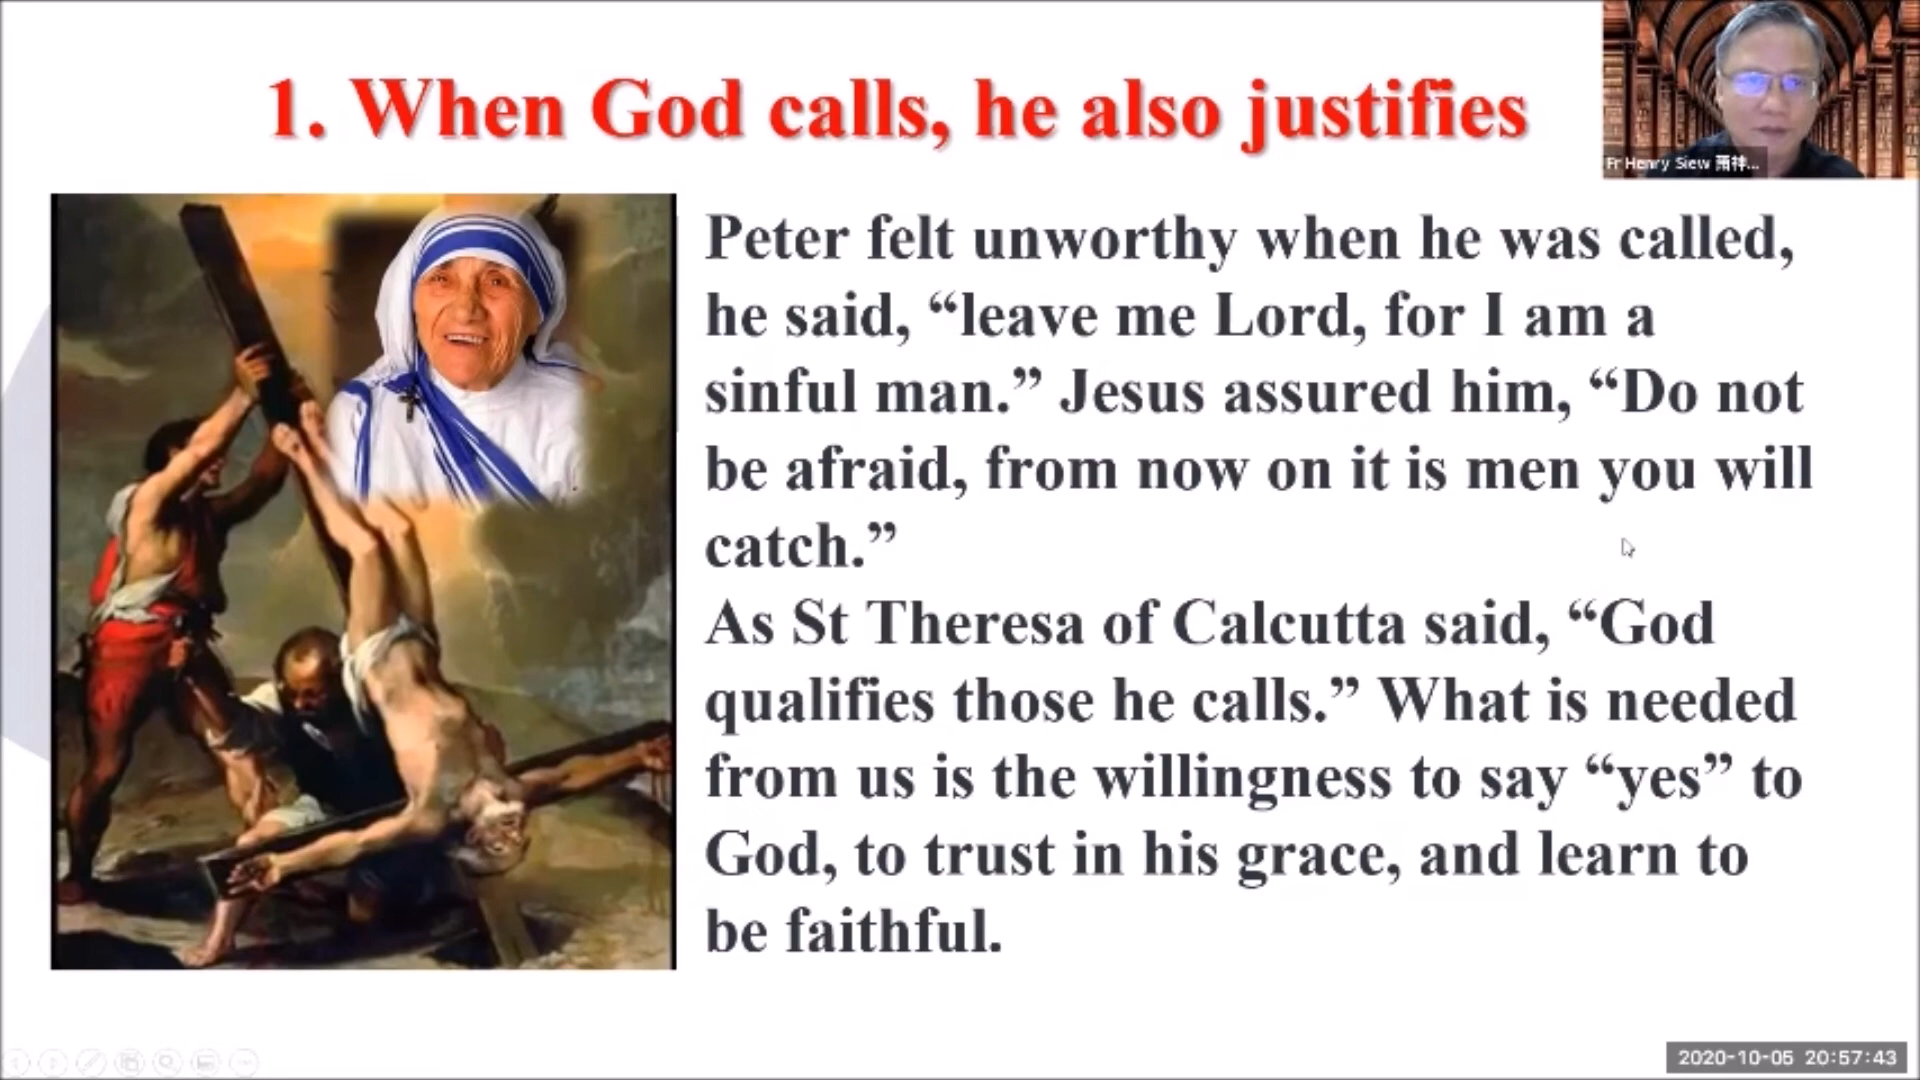 1. When God calls, he also justifies
Fr Henry Siew 蕭神...
Peter felt unworthy when he was called,
he said, “leave me Lord, for I am a
sinful man.” Jesus assured him, “Do not
be afraid, from now on it is men you will
catch.”
As St Theresa of Calcutta said, “God
qualifies those he calls.” What is needed
from us is the willingness to say “yes” to
God, to trust in his grace, and learn to
be faithful.
2020-10-05 20:57:43